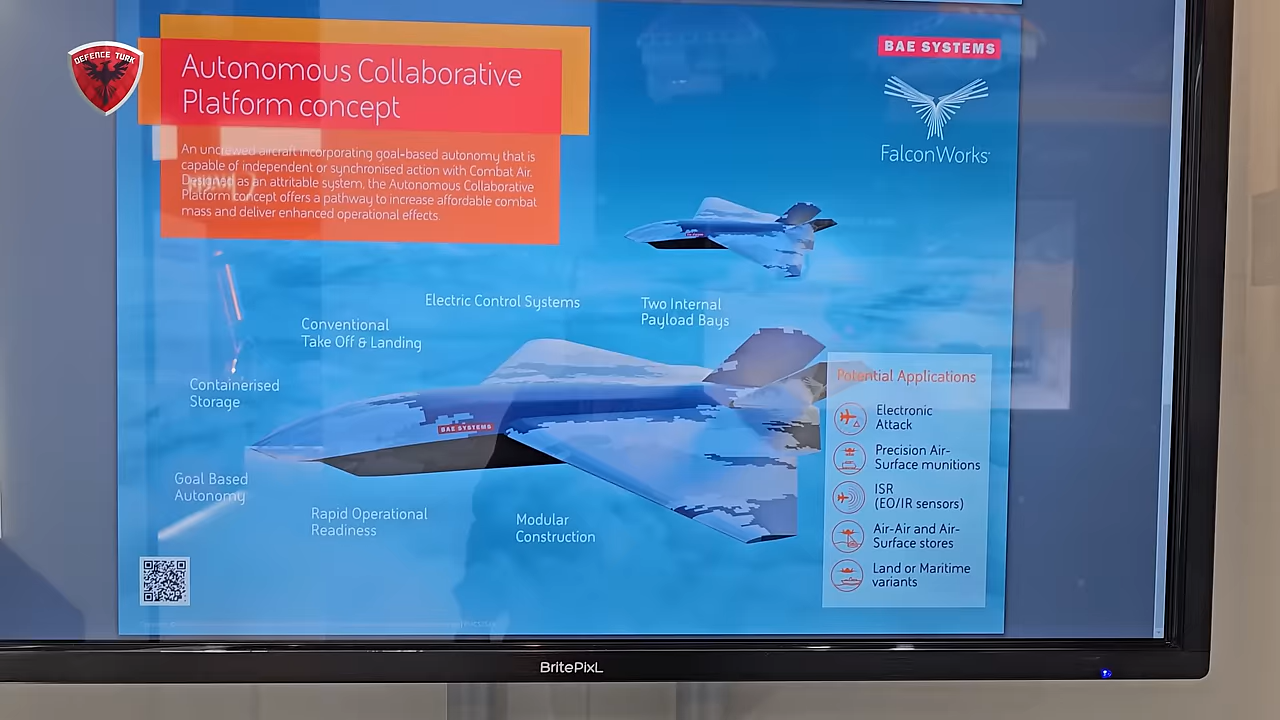 DEFENCE TURK
Autonomous Collaborative
Platform concept
BAE SYSTEMS
FalconWorks
An uncrewed aircraft incorporating goal-based autonomy that is
capable of independent or synchronised action with Combat Air.
Designed as an attritable system, the Autonomous Collaborative
Platform concept offers a pathway to increase affordable combat
mass and deliver enhanced operational effects.
Electric Control Systems
Two Internal
Payload Bays
Conventional
Take Off & Landing
Containerised
Storage
BAE SYSTEMS
Goal Based
Autonomy
Rapid Operational
Readiness
Modular
Construction
Potential Applications
Electronic
Attack
Precision Air-
Surface munitions
ISR
(EO/IR sensors)
Air-Air and Air-
Surface stores
Land or Maritime
variants
BritePixL